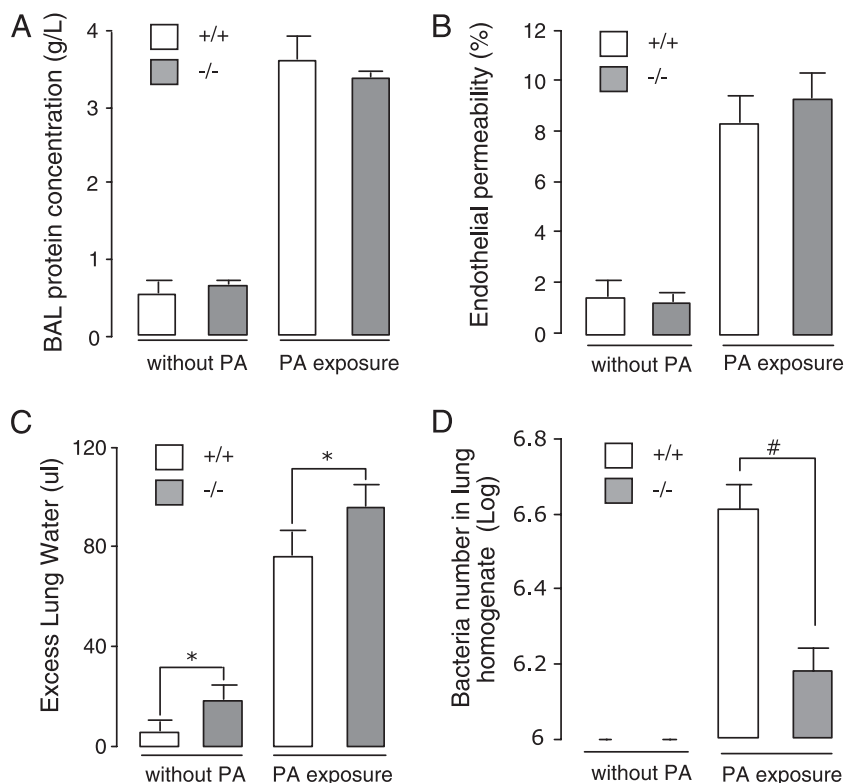 A
BAL protein concentration (g/L)
4
3
2
1
0
+/+
-/-
without PA
PA exposure
B
Endothelial permeability (%)
12
10
8
6
4
2
0
+/+
-/-
without PA
PA exposure
C
Excess Lung Water (ul)
120
80
40
0
+/+
-/-
*
*
without PA
PA exposure
D
Bacteria number in lung
homogenate (Log)
6.8
6.6
6.4
6.2
6
+/+
-/-
#
without PA
PA exposure